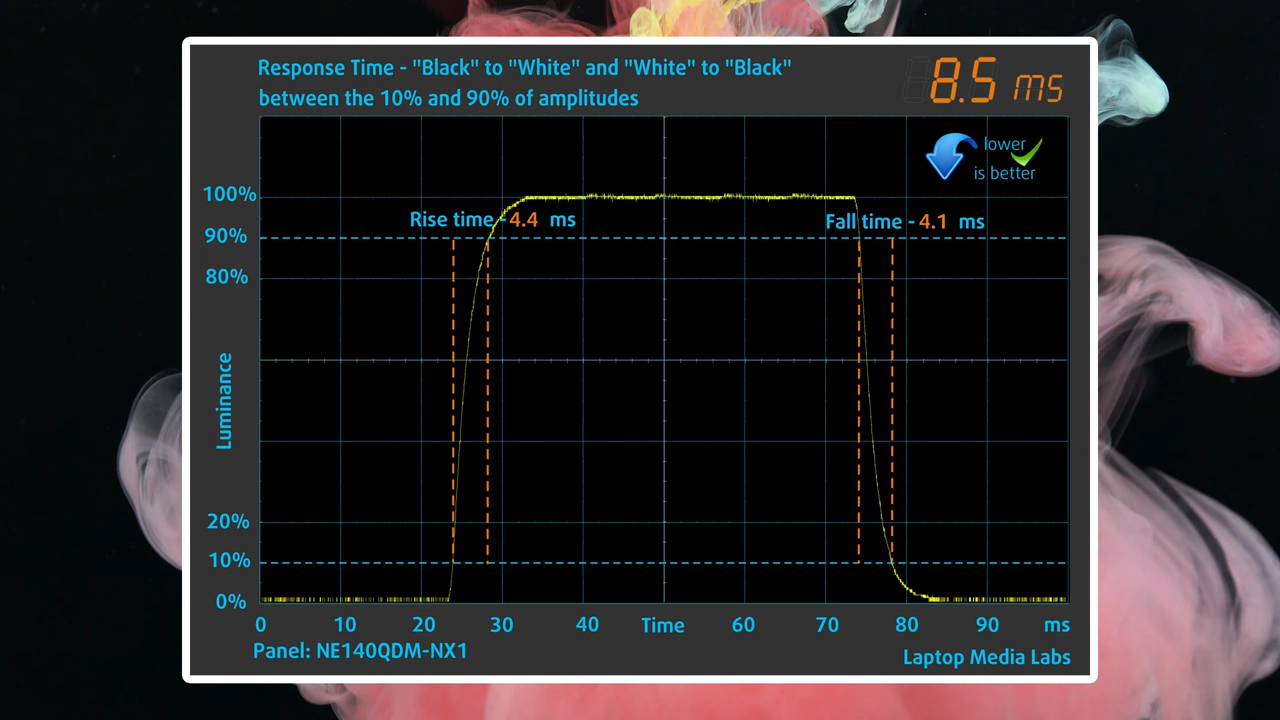 Response Time - "Black" to "White" and "White" to "Black"
between the 10% and 90% of amplitudes
8.5 ms
lower
is better
100%
Rise time - 4.4 ms
Fall time - 4.1 ms
90%
80%
Luminance
20%
10%
0%
0 10 20 30 40 Time 60 70 80 90 ms
Panel: NE140QDM-NX1
Laptop Media Labs